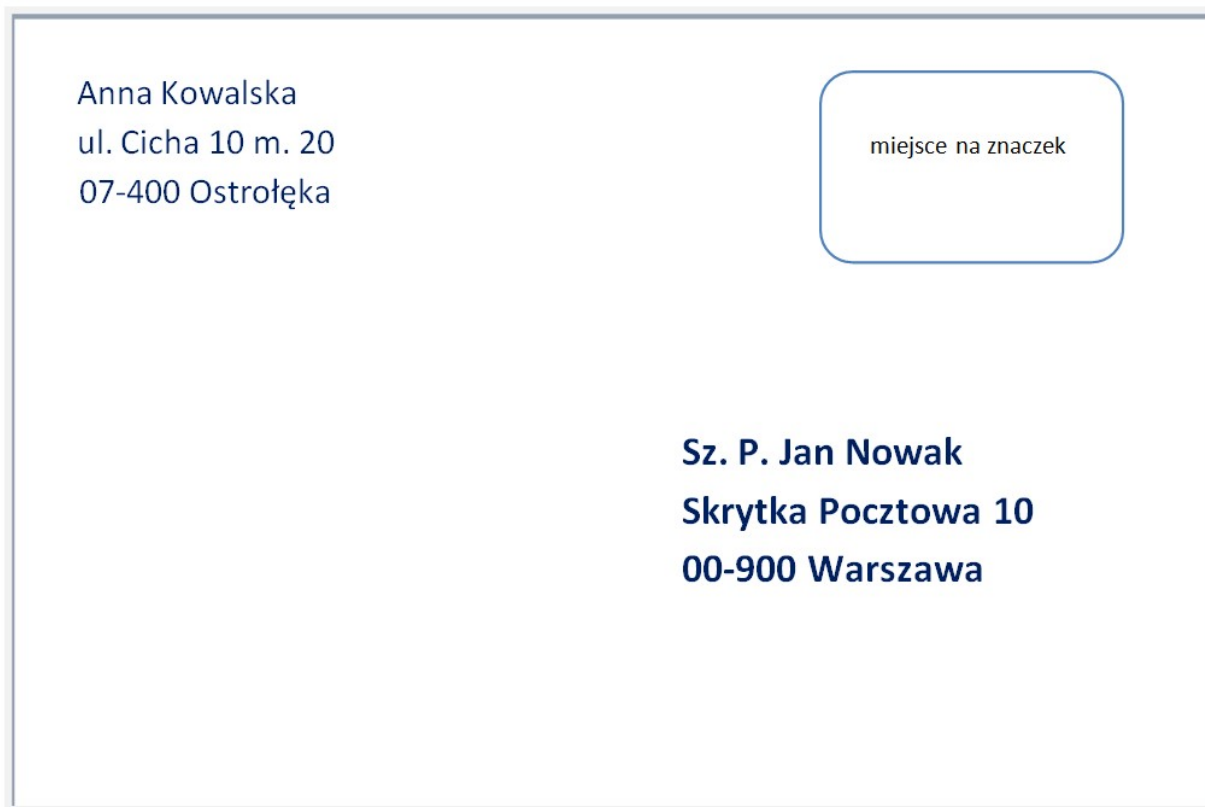 Anna Kowalska
ul. Cicha 10 m. 20
07-400 Ostrołęka
miejsce na znaczek
Sz. P. Jan Nowak
Skrytka Pocztowa 10
00-900 Warszawa